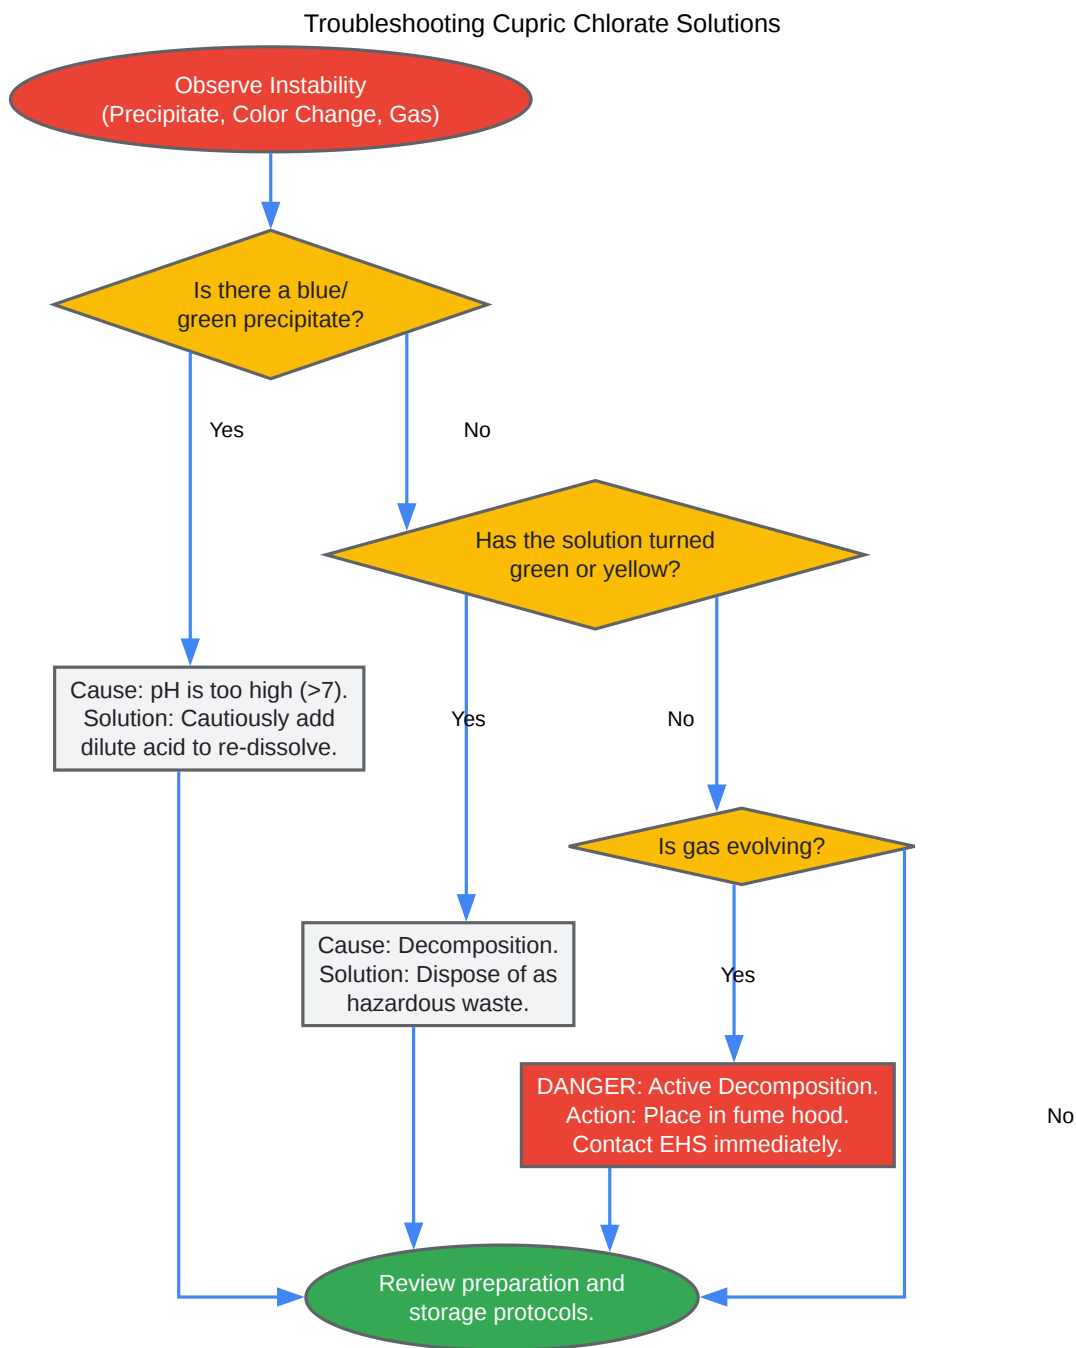 Troubleshooting Cupric Chlorate Solutions
Observe Instability
(Precipitate, Color Change, Gas)
Is there a blue/
green precipitate?
Yes
No
Has the solution turned
green or yellow?
Cause: pH is too high (>7).
Solution: Cautiously add
dilute acid to re-dissolve.
Yes
No
Is gas evolving?
Cause: Decomposition.
Solution: Dispose of as
hazardous waste.
Yes
DANGER: Active Decomposition.
Action: Place in fume hood.
Contact EHS immediately.
No
Review preparation and
storage protocols.